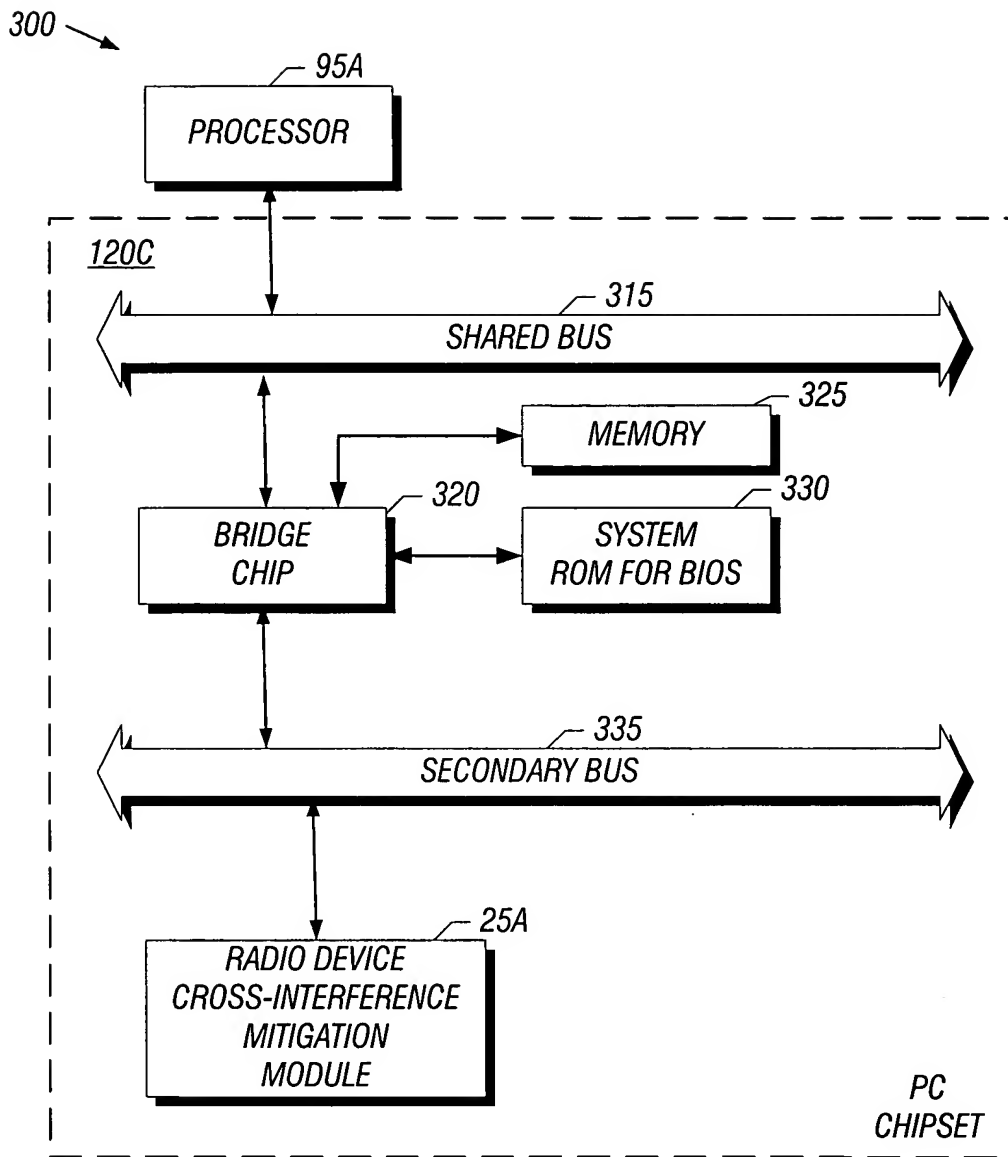 300
95A
PROCESSOR
120C
315
SHARED BUS
325
MEMORY
320
BRIDGE
CHIP
330
SYSTEM
ROM FOR BIOS
335
SECONDARY BUS
25A
RADIO DEVICE
CROSS-INTERFERENCE
MITIGATION
MODULE
PC
CHIPSET